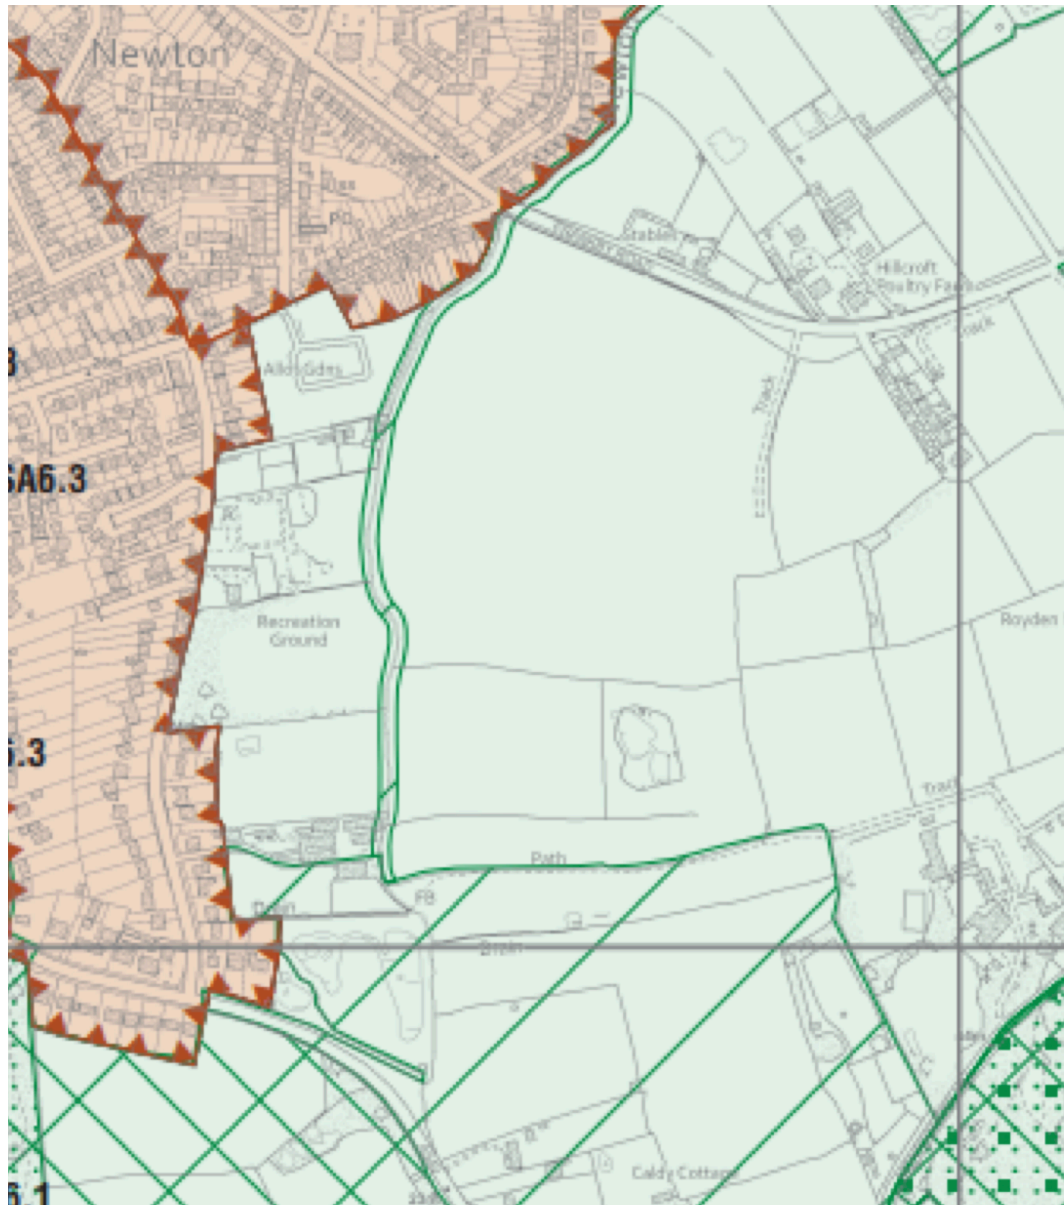 Newton
PO
Stables
Hillcroft
Poultry Farm
Track
Allot Gdns
Track
SA6.3
Recreation
Ground
Royden
6.3
Track
Path
FB
Drain
Drain
Caldy Cottage
6.1